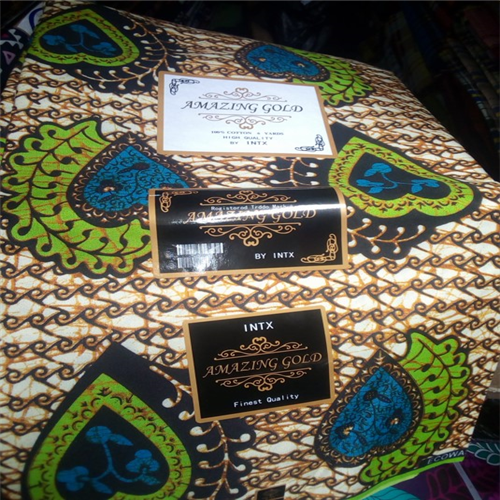 AMAZING GOLD
100% COTTON 6 YARDS
HIGH QUALITY
BY INTX
Registered Trade Mark
AMAZING GOLD
BY INTX
INTX
AMAZING GOLD
Finest Quality